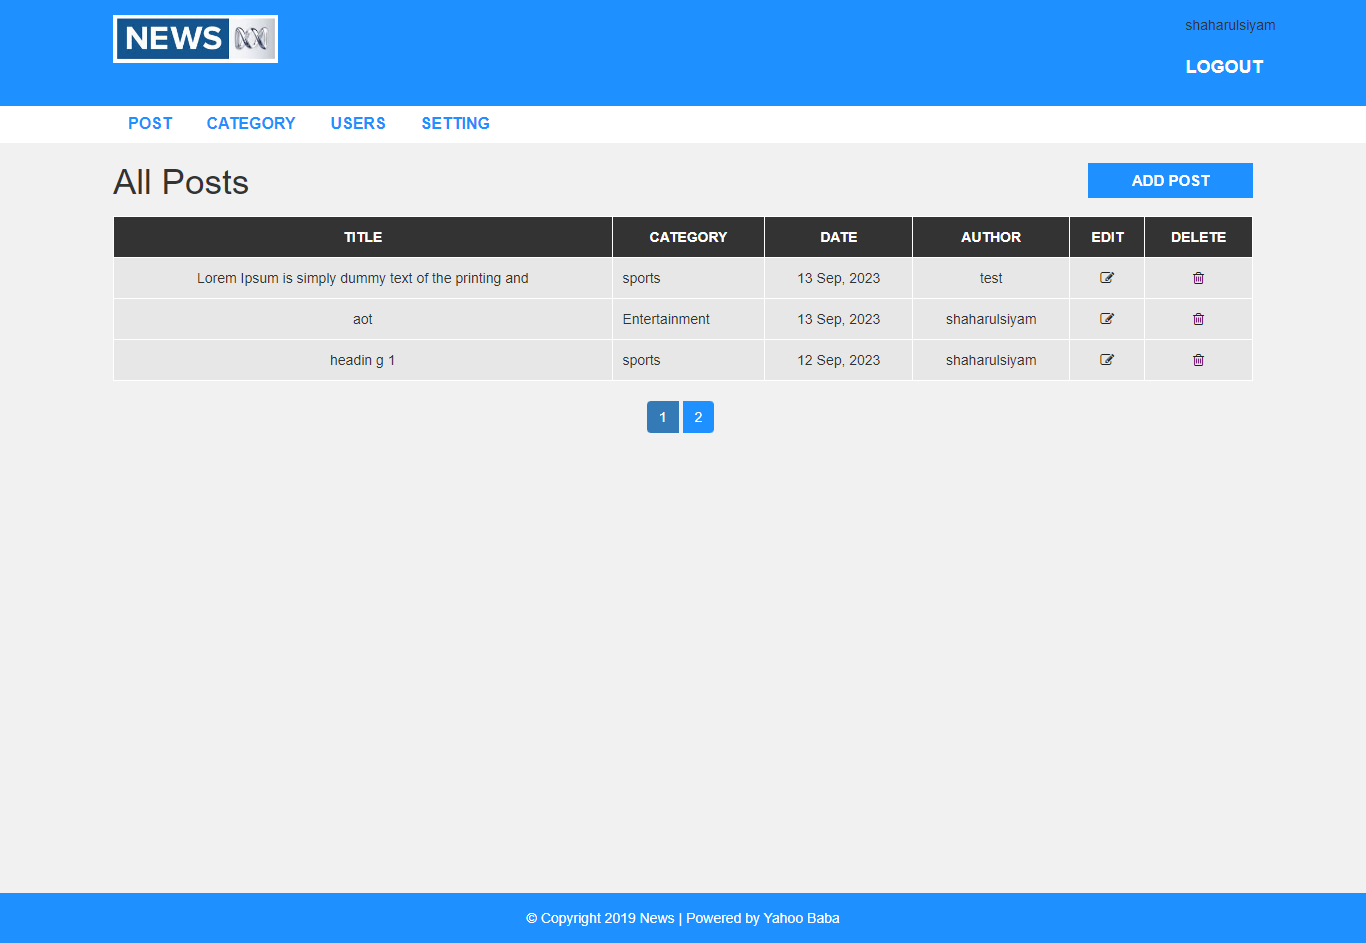 NEWS
shaharulsiyam
LOGOUT
POST CATEGORY USERS SETTING
All Posts
ADD POST
TITLE CATEGORY DATE AUTHOR EDIT DELETE
Lorem Ipsum is simply dummy text of the printing and sports 13 Sep, 2023 test
aot Entertainment 13 Sep, 2023 shaharulsiyam
headin g 1 sports 12 Sep, 2023 shaharulsiyam
1 2
© Copyright 2019 News | Powered by Yahoo Baba